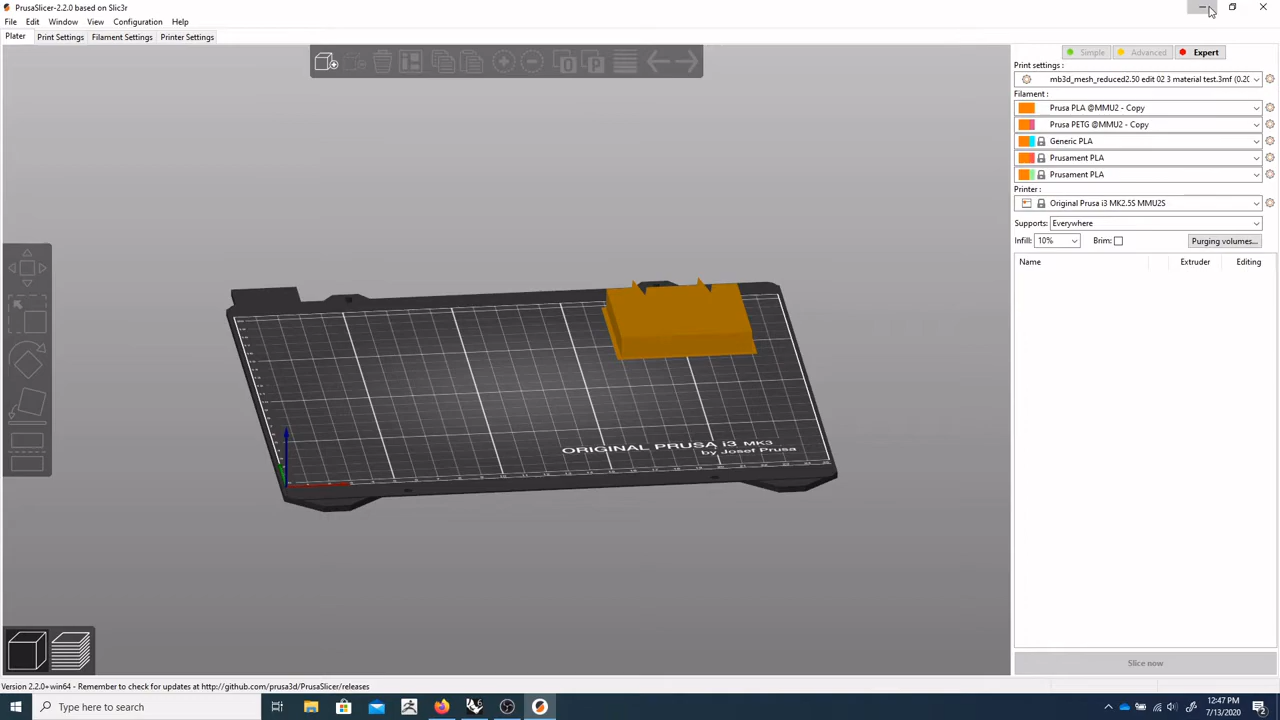 PrusaSlicer-2.2.0 based on Slic3r
File Edit Window View Configuration Help
Plater Print Settings Filament Settings Printer Settings
Simple Advanced Expert
Print settings :
mb3d_mesh_reduced2.50 edit 02 3 material test.3mf (0.20
Filament :
Prusa PLA @MMU2 - Copy
Prusa PETG @MMU2 - Copy
Generic PLA
Prusament PLA
Prusament PLA
Printer :
Original Prusa i3 MK2.5S MMU2S
Supports: Everywhere
Infill: 10% Brim: Purging volumes...
Name Extruder Editing
ORIGINAL PRUSA i3 MK3
by Josef Prusa
Slice now
Version 2.2.0+win64 - Remember to check for updates at http://github.com/prusa3d/PrusaSlicer/releases
Type here to search
12:47 PM
7/13/2020
2